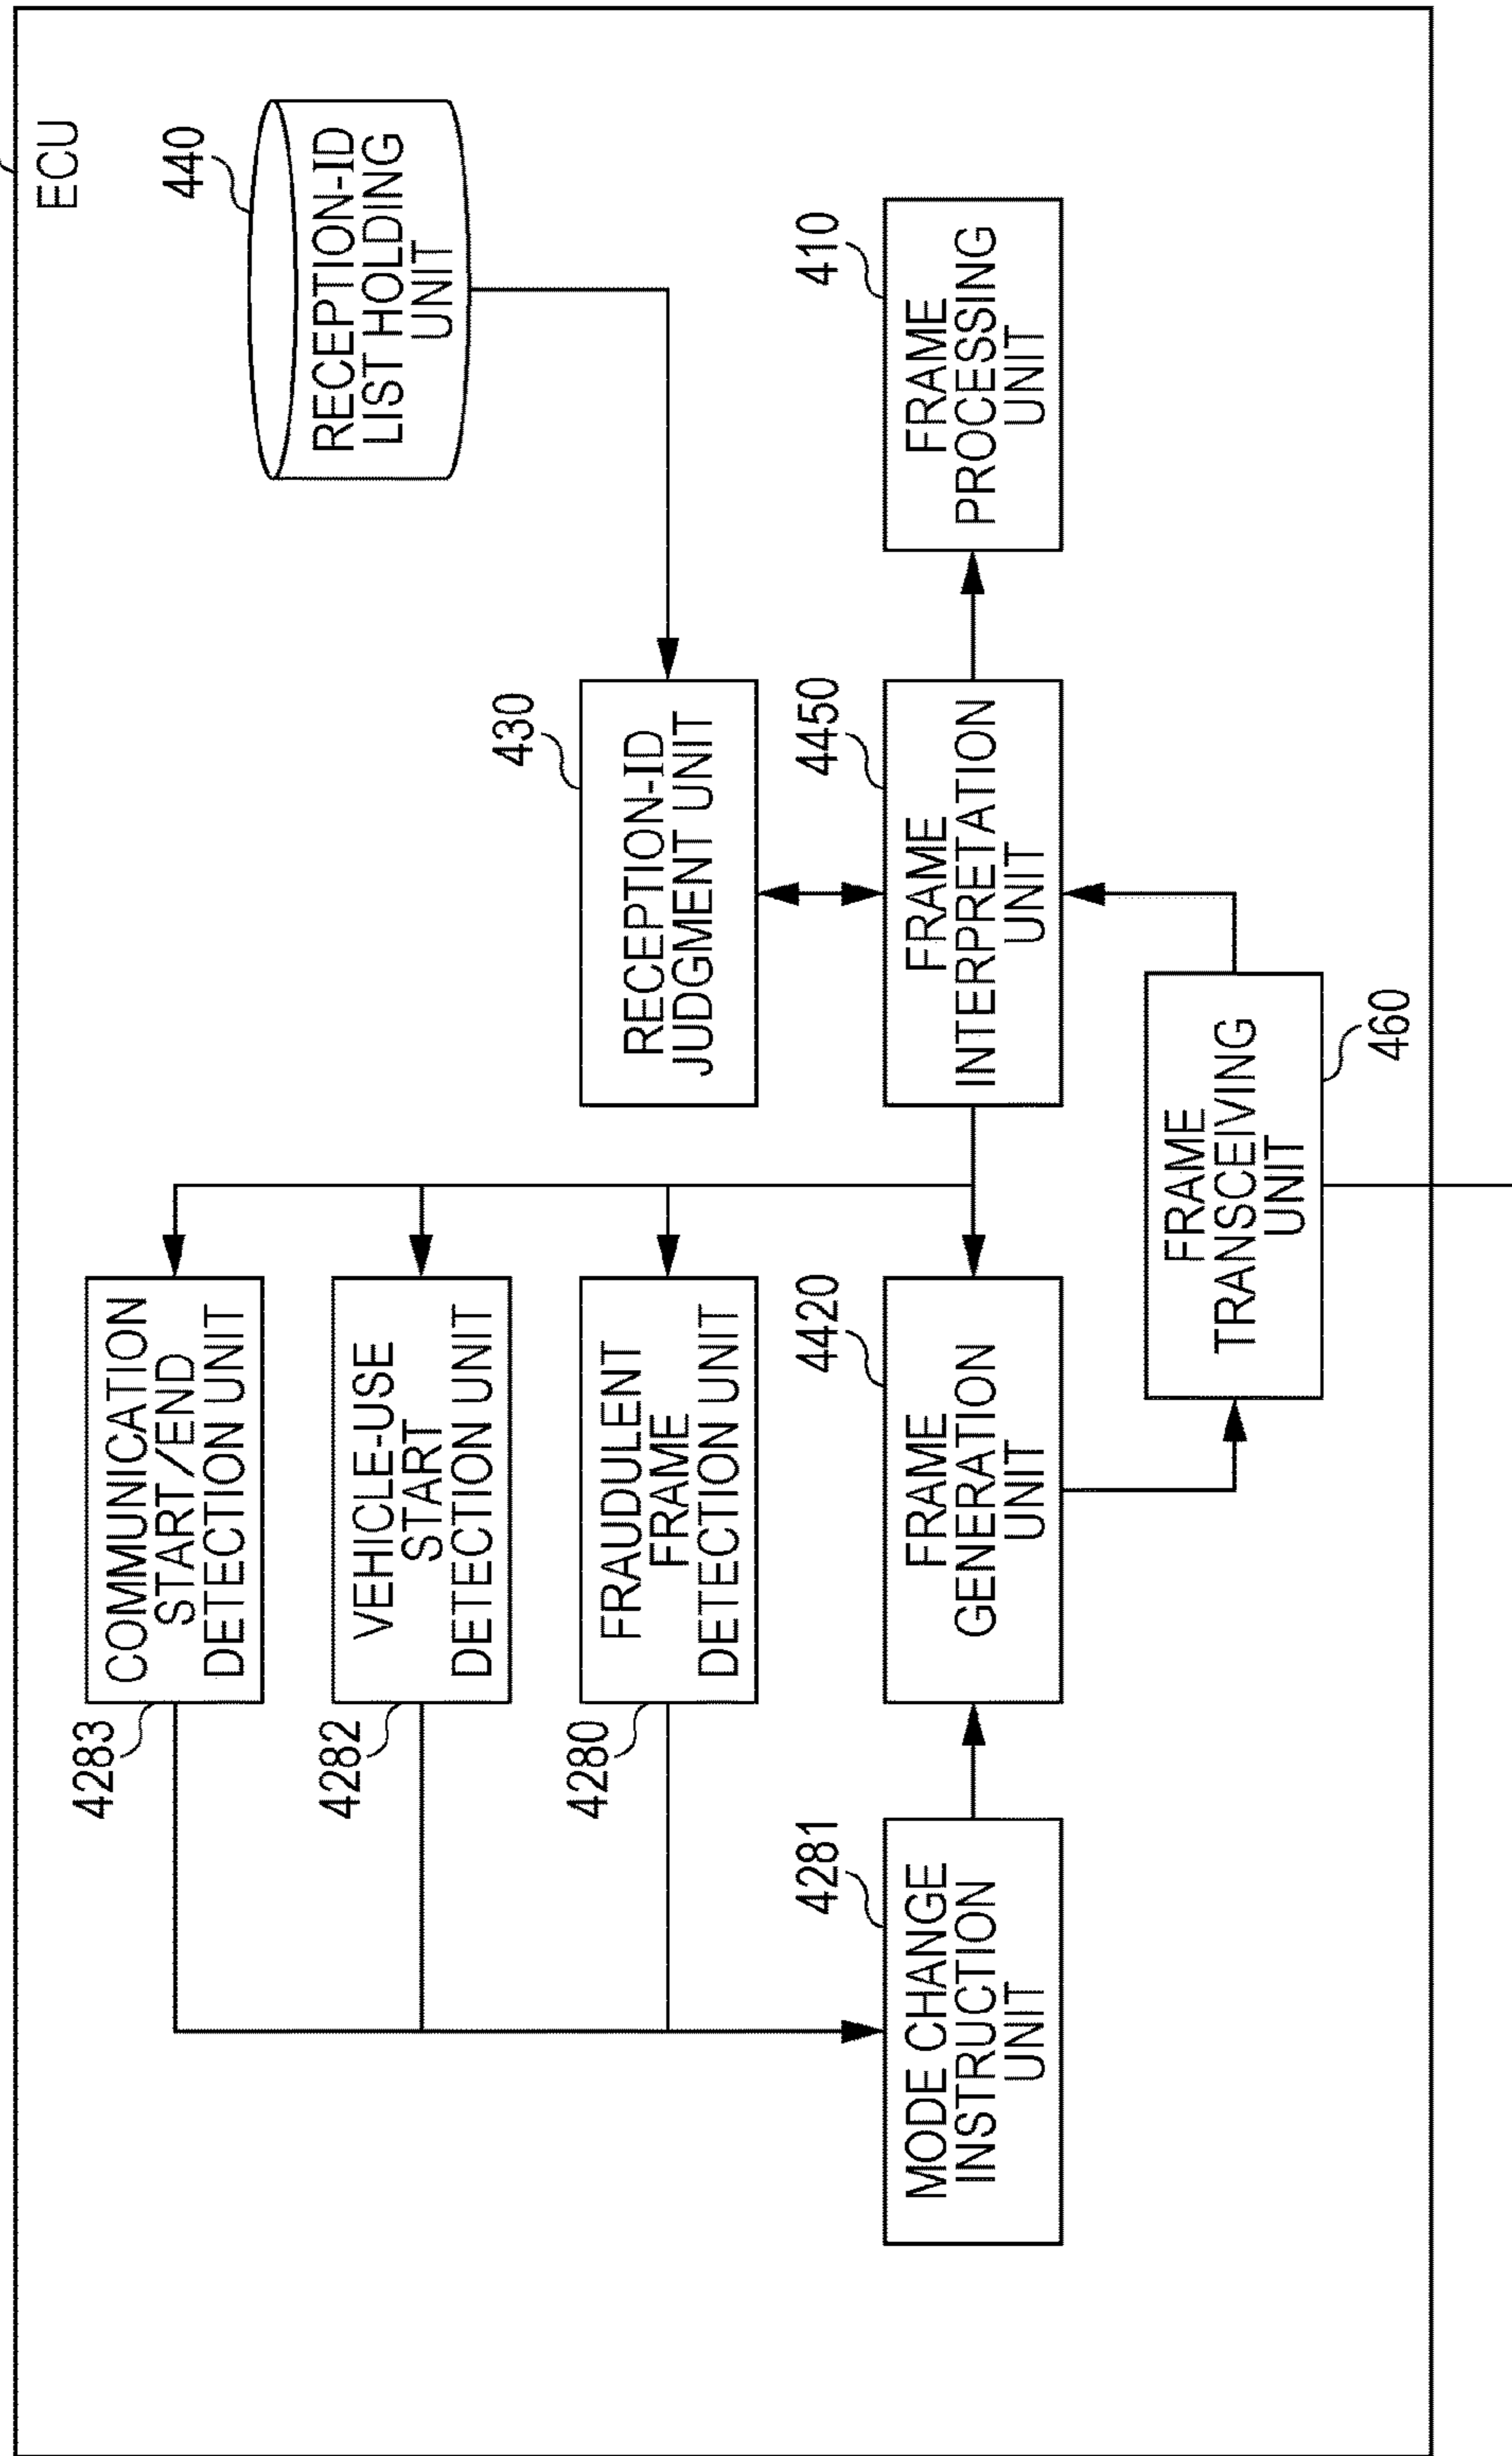 ECU
4283
COMMUNICATION
START/END
DETECTION UNIT
440
RECEPTION-ID
LIST HOLDING
UNIT
4282
VEHICLE-USE
START
DETECTION UNIT
4280
FRAUDULENT
FRAME
DETECTION UNIT
430
RECEPTION-ID
JUDGMENT UNIT
4281
MODE CHANGE
INSTRUCTION
UNIT
4420
FRAME
GENERATION
UNIT
4450
FRAME
INTERPRETATION
UNIT
410
FRAME
PROCESSING
UNIT
FRAME
TRANSCEIVING
UNIT
460